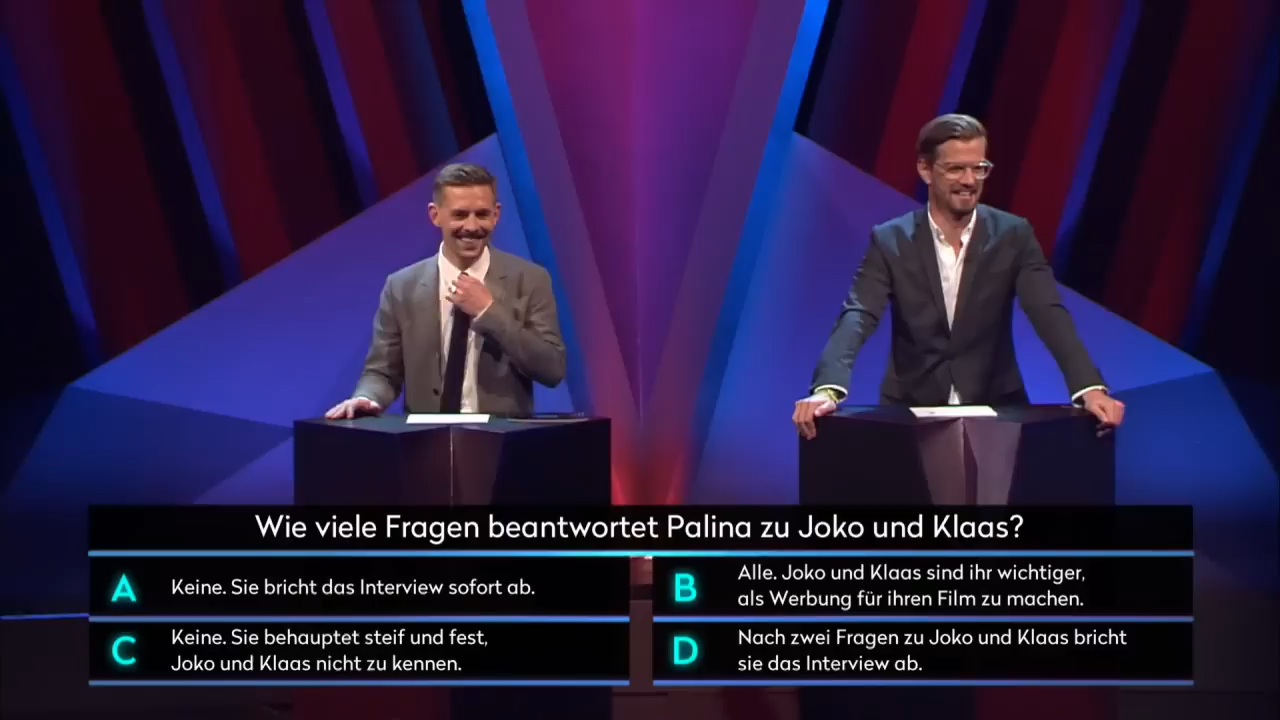 Wie viele Fragen beantwortet Palina zu Joko und Klaas?
A
Keine. Sie bricht das Interview sofort ab.
B
Alle. Joko und Klaas sind ihr wichtiger,
als Werbung für ihren Film zu machen.
C
Keine. Sie behauptet steif und fest,
Joko und Klaas nicht zu kennen.
D
Nach zwei Fragen zu Joko und Klaas bricht
sie das Interview ab.